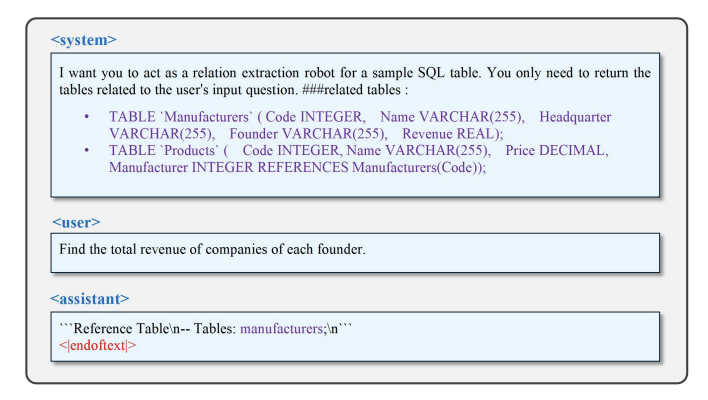 <system>
I want you to act as a relation extraction robot for a sample SQL table. You only need to return the
tables related to the user's input question. ###related tables :
• TABLE `Manufacturers` ( Code INTEGER, Name VARCHAR(255), Headquarter
VARCHAR(255), Founder VARCHAR(255), Revenue REAL);
• TABLE `Products` ( Code INTEGER, Name VARCHAR(255), Price DECIMAL,
Manufacturer INTEGER REFERENCES Manufacturers(Code));
<user>
Find the total revenue of companies of each founder.
<assistant>
```Reference Table\n-- Tables: manufacturers;\n```
<|endoftext|>